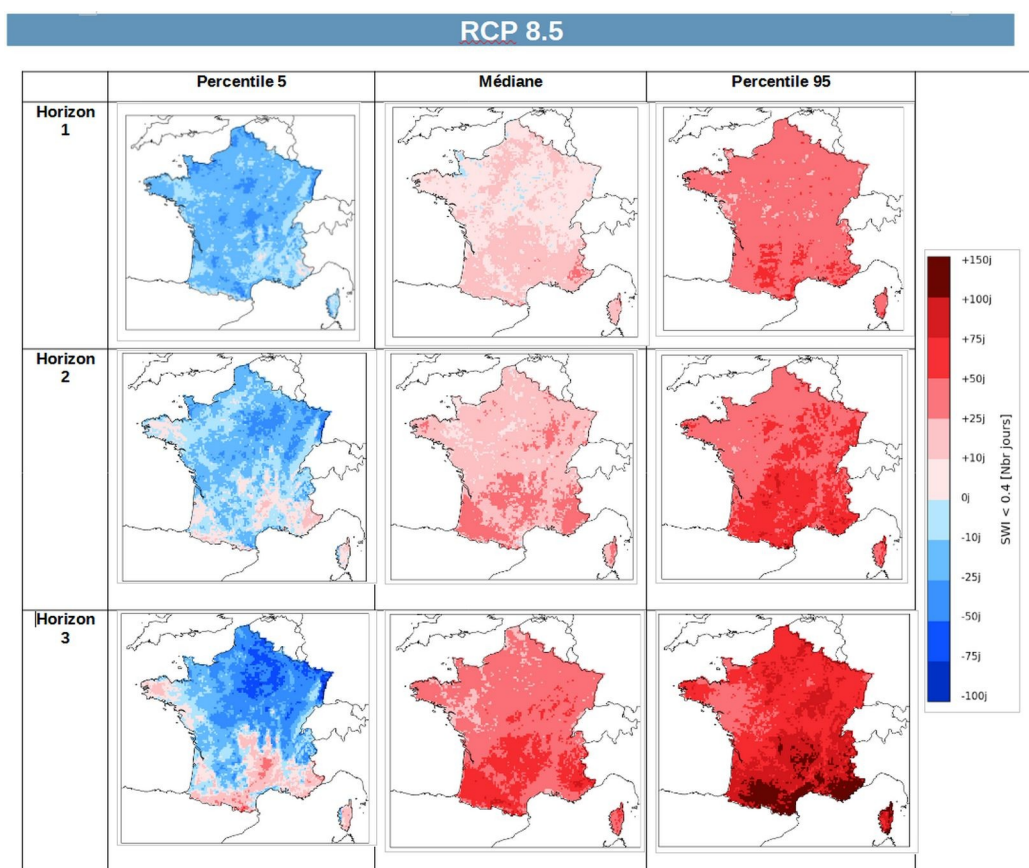 RCP 8.5
Percentile 5
Médiane
Percentile 95
Horizon
1
Horizon
2
Horizon
3
+150j
+100j
+75j
+50j
+25j
+10j
0j
-10j
-25j
-50j
-75j
-100j
SWI < 0.4 [Nbr jours]